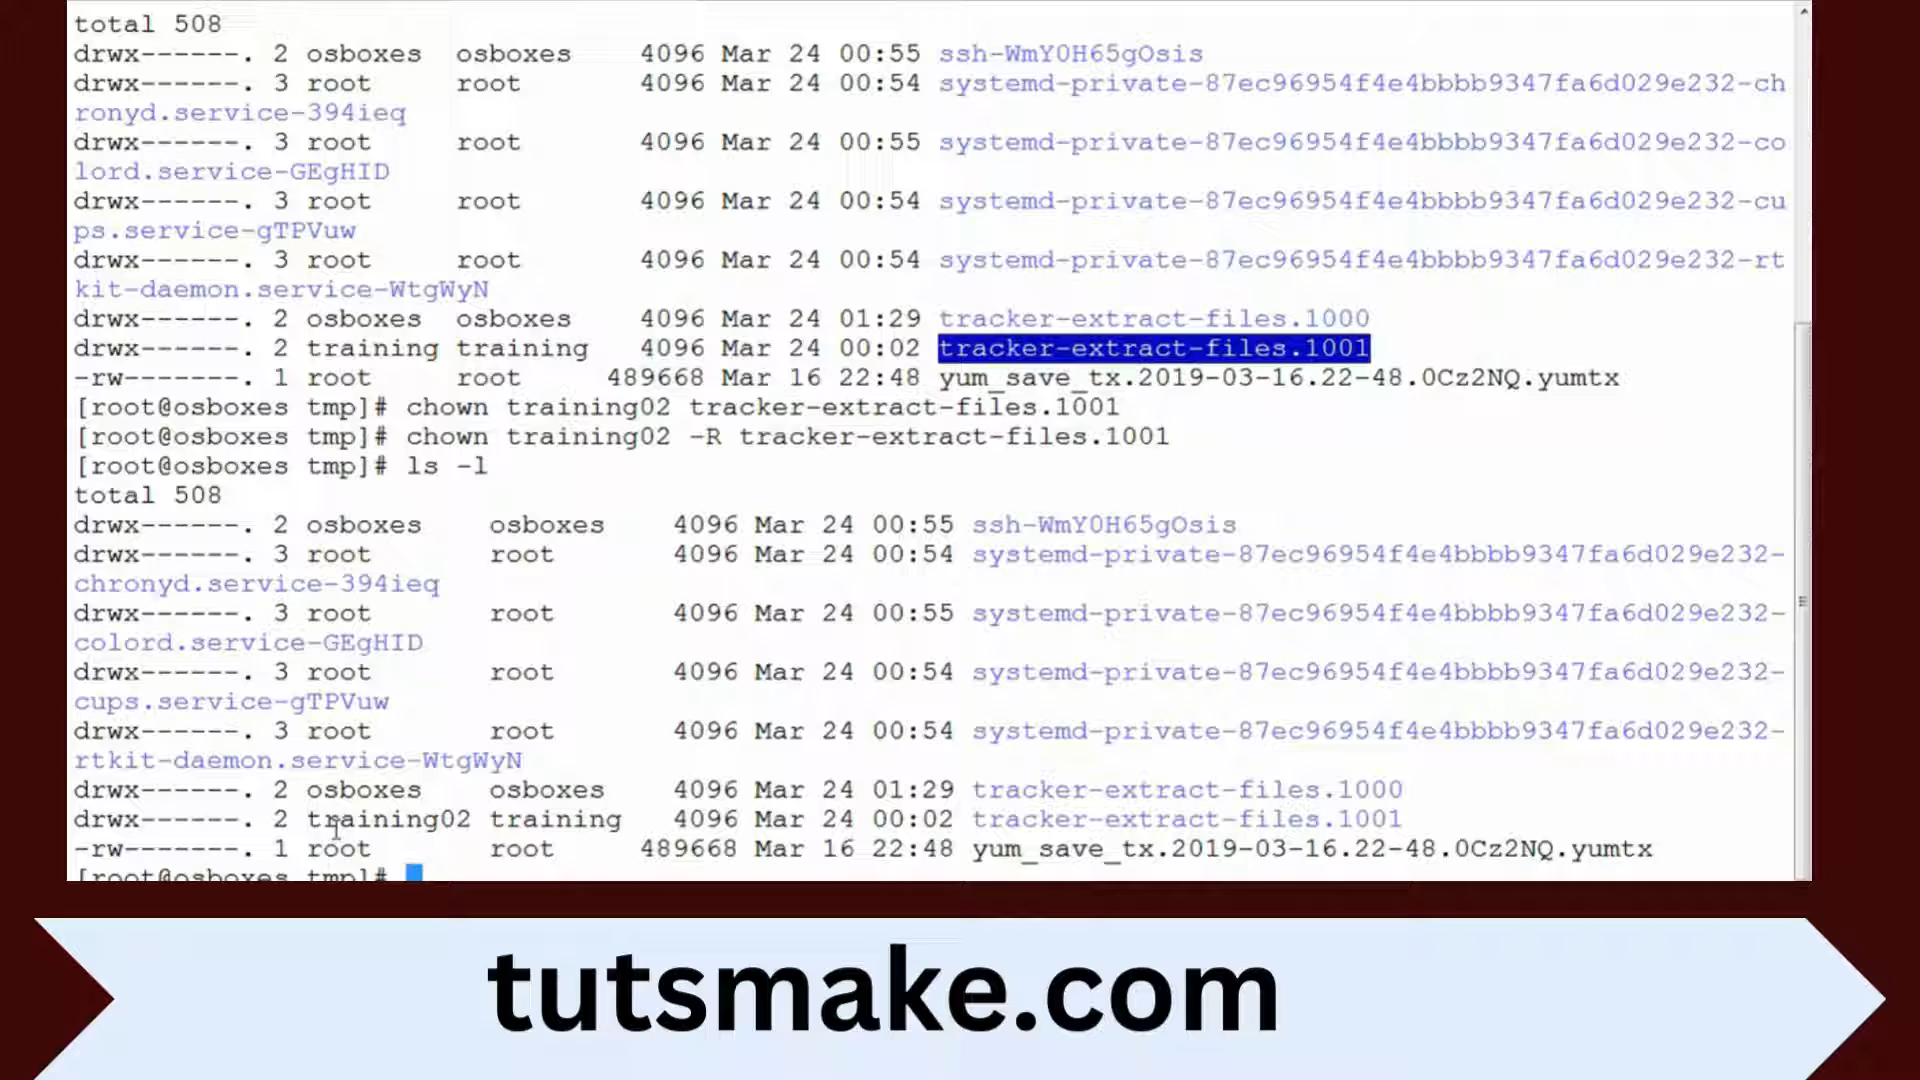 total 508
drwx------. 2 osboxes  osboxes    4096 Mar 24 00:55 ssh-WmY0H65gOsis
drwx------. 3 root     root       4096 Mar 24 00:54 systemd-private-87ec96954f4e4bbbb9347fa6d029e232-ch
ronyd.service-394ieq
drwx------. 3 root     root       4096 Mar 24 00:55 systemd-private-87ec96954f4e4bbbb9347fa6d029e232-co
lord.service-GEgHID
drwx------. 3 root     root       4096 Mar 24 00:54 systemd-private-87ec96954f4e4bbbb9347fa6d029e232-cu
ps.service-gTPVuw
drwx------. 3 root     root       4096 Mar 24 00:54 systemd-private-87ec96954f4e4bbbb9347fa6d029e232-rt
kit-daemon.service-WtgWyN
drwx------. 2 osboxes  osboxes    4096 Mar 24 01:29 tracker-extract-files.1000
drwx------. 2 training training   4096 Mar 24 00:02 tracker-extract-files.1001
-rw-------. 1 root     root     489668 Mar 16 22:48 yum_save_tx.2019-03-16.22-48.0Cz2NQ.yumtx
[root@osboxes tmp]# chown training02 tracker-extract-files.1001
[root@osboxes tmp]# chown training02 -R tracker-extract-files.1001
[root@osboxes tmp]# ls -l
total 508
drwx------. 2 osboxes    osboxes    4096 Mar 24 00:55 ssh-WmY0H65gOsis
drwx------. 3 root       root       4096 Mar 24 00:54 systemd-private-87ec96954f4e4bbbb9347fa6d029e232-
chronyd.service-394ieq
drwx------. 3 root       root       4096 Mar 24 00:55 systemd-private-87ec96954f4e4bbbb9347fa6d029e232-
colord.service-GEgHID
drwx------. 3 root       root       4096 Mar 24 00:54 systemd-private-87ec96954f4e4bbbb9347fa6d029e232-
cups.service-gTPVuw
drwx------. 3 root       root       4096 Mar 24 00:54 systemd-private-87ec96954f4e4bbbb9347fa6d029e232-
rtkit-daemon.service-WtgWyN
drwx------. 2 osboxes    osboxes    4096 Mar 24 01:29 tracker-extract-files.1000
drwx------. 2 training02 training   4096 Mar 24 00:02 tracker-extract-files.1001
-rw-------. 1 root       root     489668 Mar 16 22:48 yum_save_tx.2019-03-16.22-48.0Cz2NQ.yumtx
[root@osboxes tmp]#
tutsmake.com